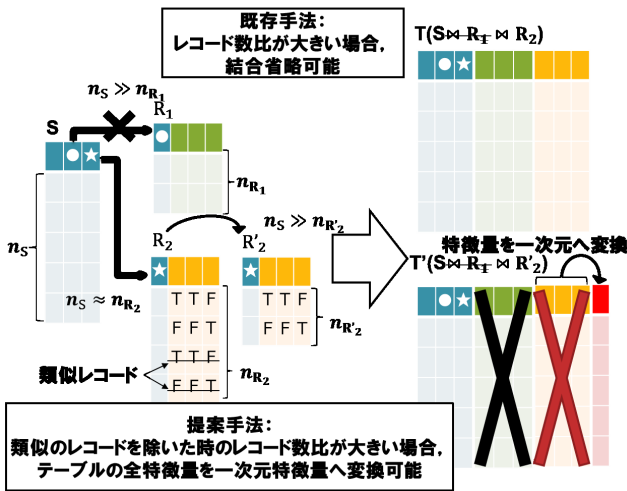 既存手法:
レコード数比が大きい場合,
結合省略可能
T(S⋈ R₁ ⋈ R₂)
n_S ≫ n_R₁
R₁
S
n_R₁
n_S
n_S ≈ n_R₂
R₂
R'₂
n_S ≫ n_R'₂
T T F
F F T
T T F
F F T
T T F
F F T
n_R'₂
n_R₂
類似レコード
特徴量を一次元へ変換
T'(S⋈ R₁ ⋈ R'₂)
提案手法:
類似のレコードを除いた時のレコード数比が大きい場合,
テーブルの全特徴量を一次元特徴量へ変換可能